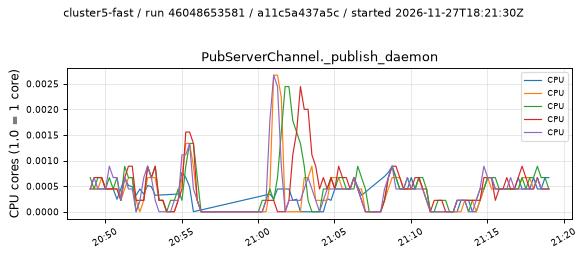 cluster5-fast / run 46048653581 / a11c5a437a5c / started 2026-11-27T18:21:30Z
PubServerChannel._publish_daemon
CPU cores (1.0 = 1 core)
0.0025
0.0020
0.0015
0.0010
0.0005
0.0000
CPU
CPU
CPU
CPU
CPU
20:50
20:55
21:00
21:05
21:10
21:15
21:20